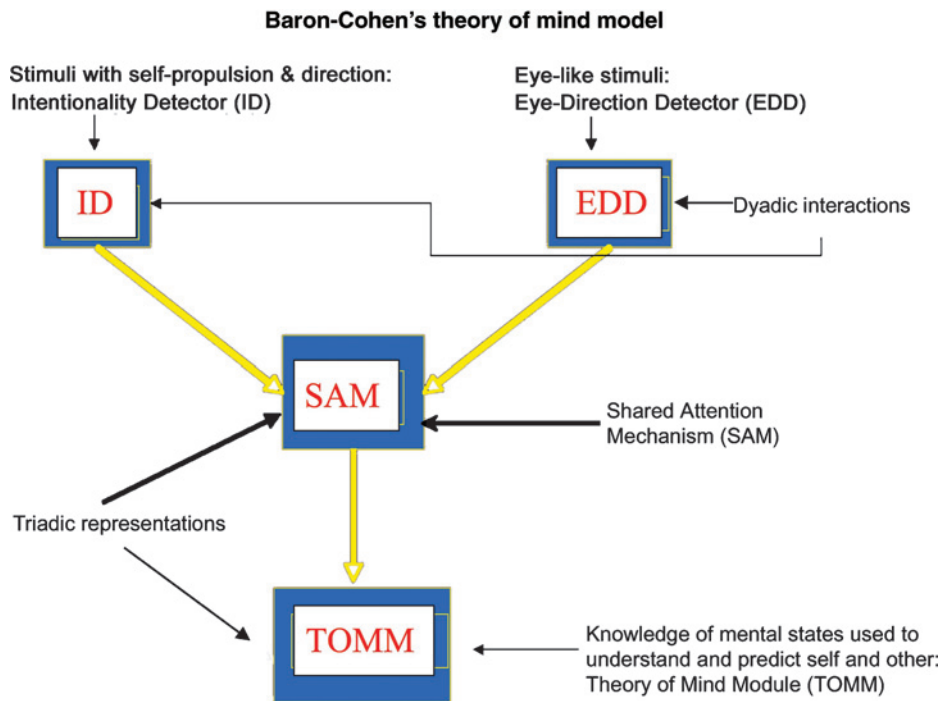 Baron-Cohen's theory of mind model
Stimuli with self-propulsion & direction:
Intentionality Detector (ID)
Eye-like stimuli:
Eye-Direction Detector (EDD)
ID
EDD
Dyadic interactions
SAM
Shared Attention
Mechanism (SAM)
Triadic representations
TOMM
Knowledge of mental states used to
understand and predict self and other:
Theory of Mind Module (TOMM)